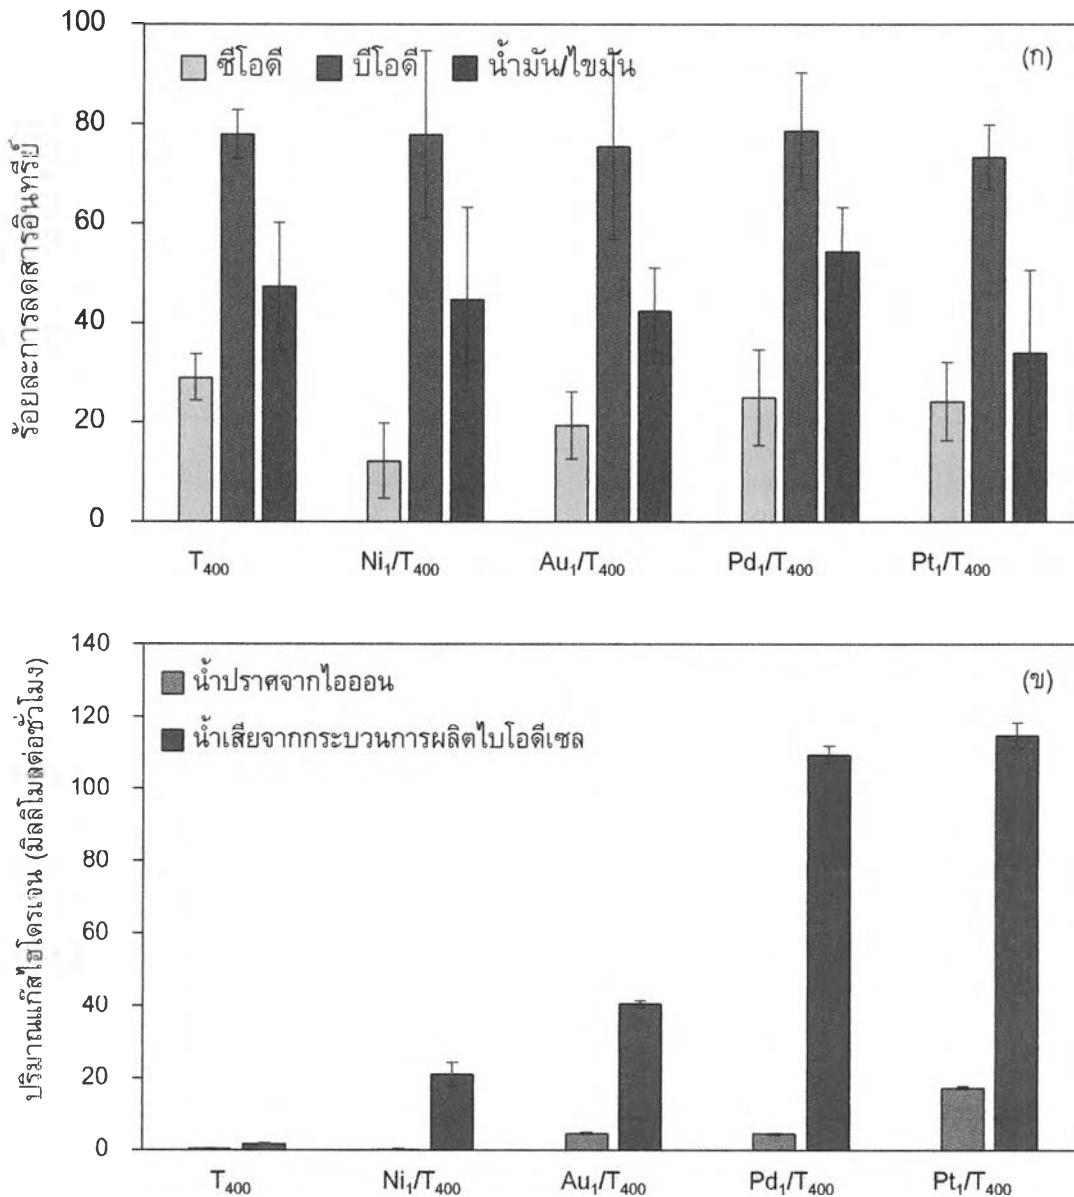 ร้อยละการลดสารอินทรีย์
100
80
60
40
20
0
ซีโอดี บีโอดี น้ำมัน/ไขมัน
(ก)
T₄₀₀ Ni₁/T₄₀₀ Au₁/T₄₀₀ Pd₁/T₄₀₀ Pt₁/T₄₀₀
ปริมาณแก๊สไฮโดรเจน (มิลลิโมลต่อชั่วโมง)
140
120
100
80
60
40
20
0
น้ำปราศจากไอออน
(ข)
น้ำเสียจากกระบวนการผลิตไบโอดีเซล
T₄₀₀ Ni₁/T₄₀₀ Au₁/T₄₀₀ Pd₁/T₄₀₀ Pt₁/T₄₀₀